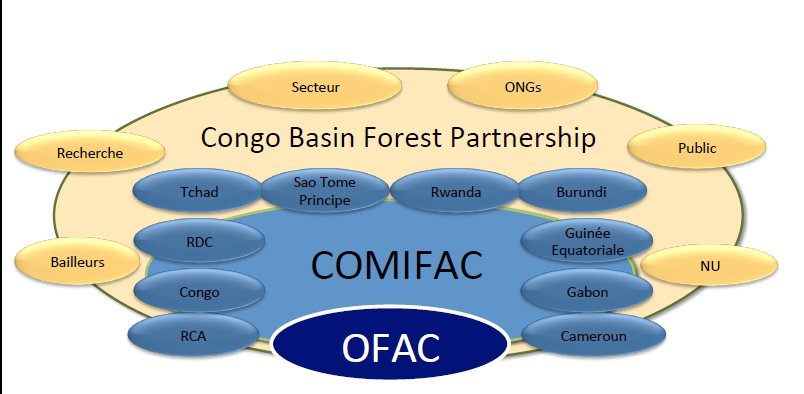 Secteur
ONGs
Congo Basin Forest Partnership
Recherche
Public
Tchad
Sao Tome
Principe
Rwanda
Burundi
RDC
Guinée
Equatoriale
COMIFAC
Bailleurs
NU
Congo
Gabon
RCA
Cameroun
OFAC